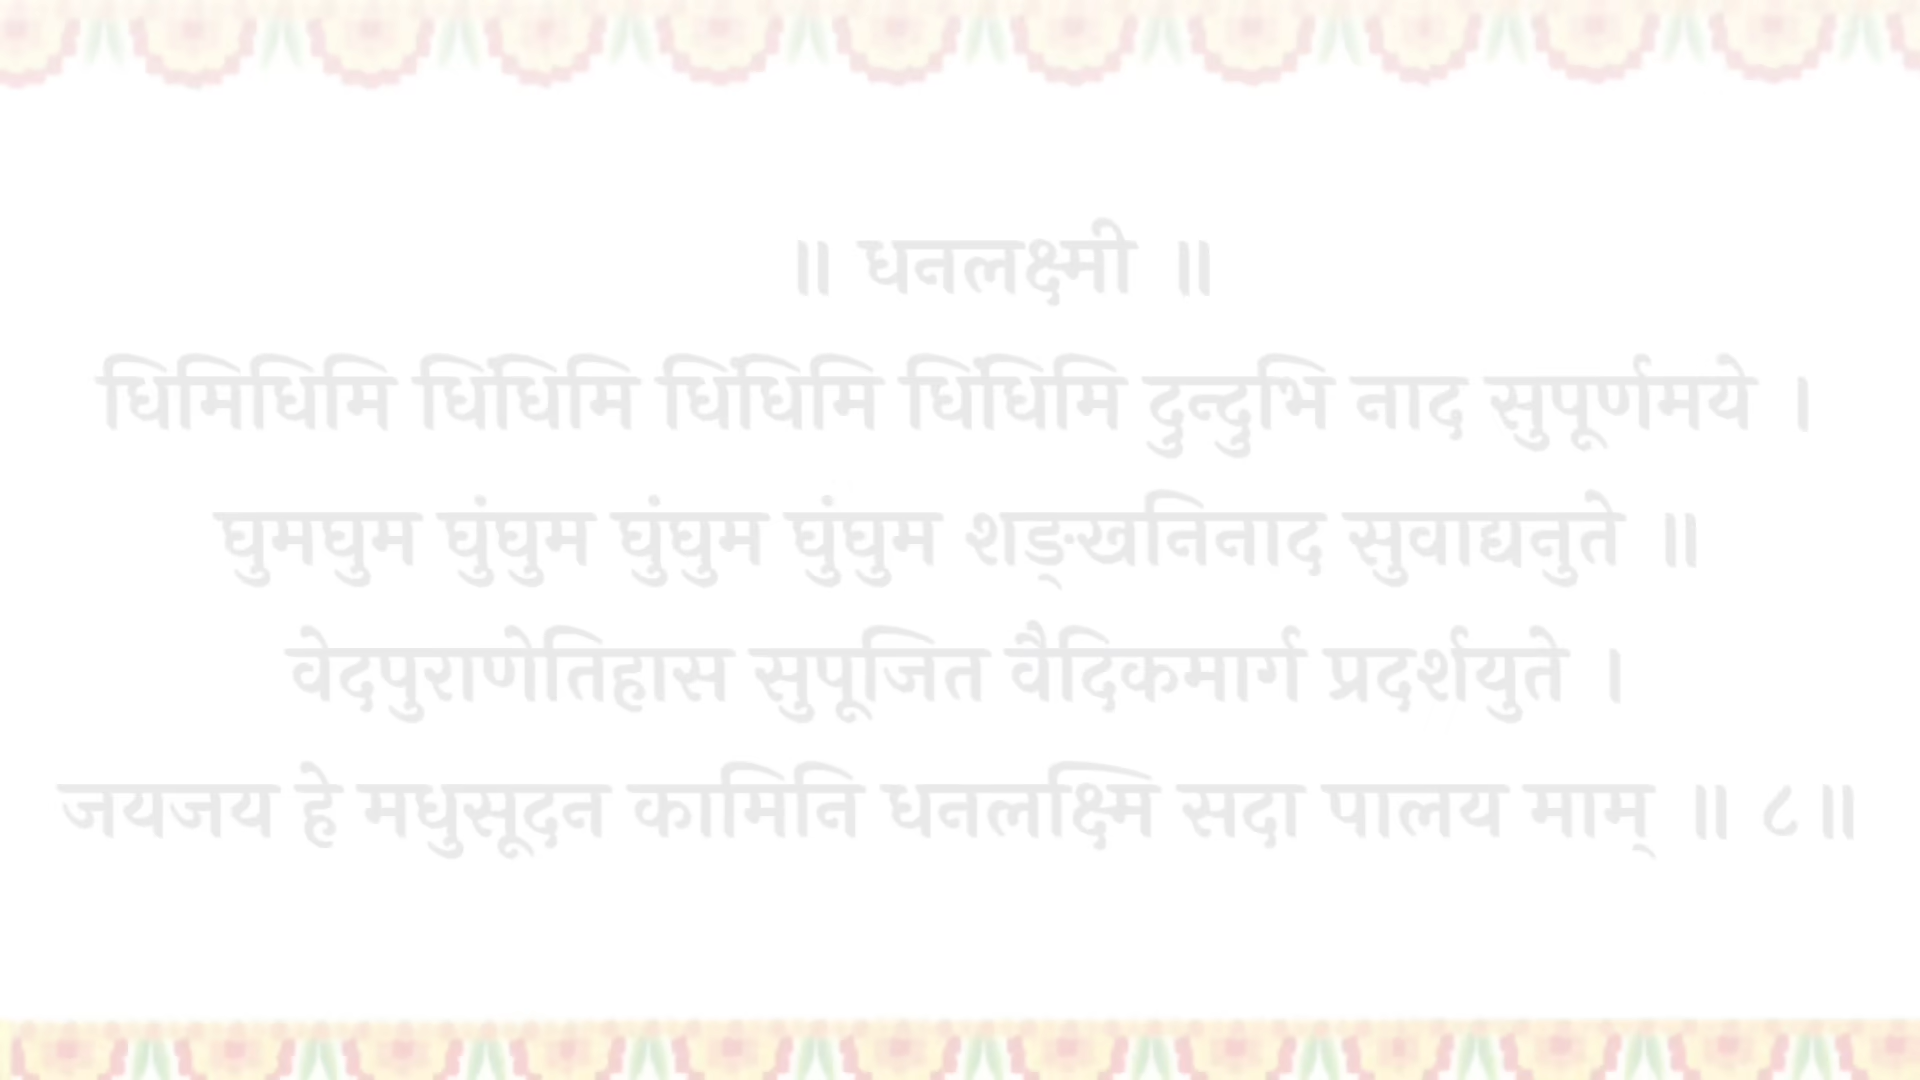 ॥ धनलक्ष्मी ॥
धिमिधिमि धिंधिमि धिंधिमि धिंधिमि दुन्दुभि नाद सुपूर्णमये ।
घुमघुम घुंघुम घुंघुम घुंघुम शङ्खनिनाद सुवाद्यनुते ॥
वेदपुराणेतिहास सुपूजित वैदिकमार्ग प्रदर्शयुते ।
जयजय हे मधुसूदन कामिनि धनलक्ष्मि सदा पालय माम् ॥ ८॥